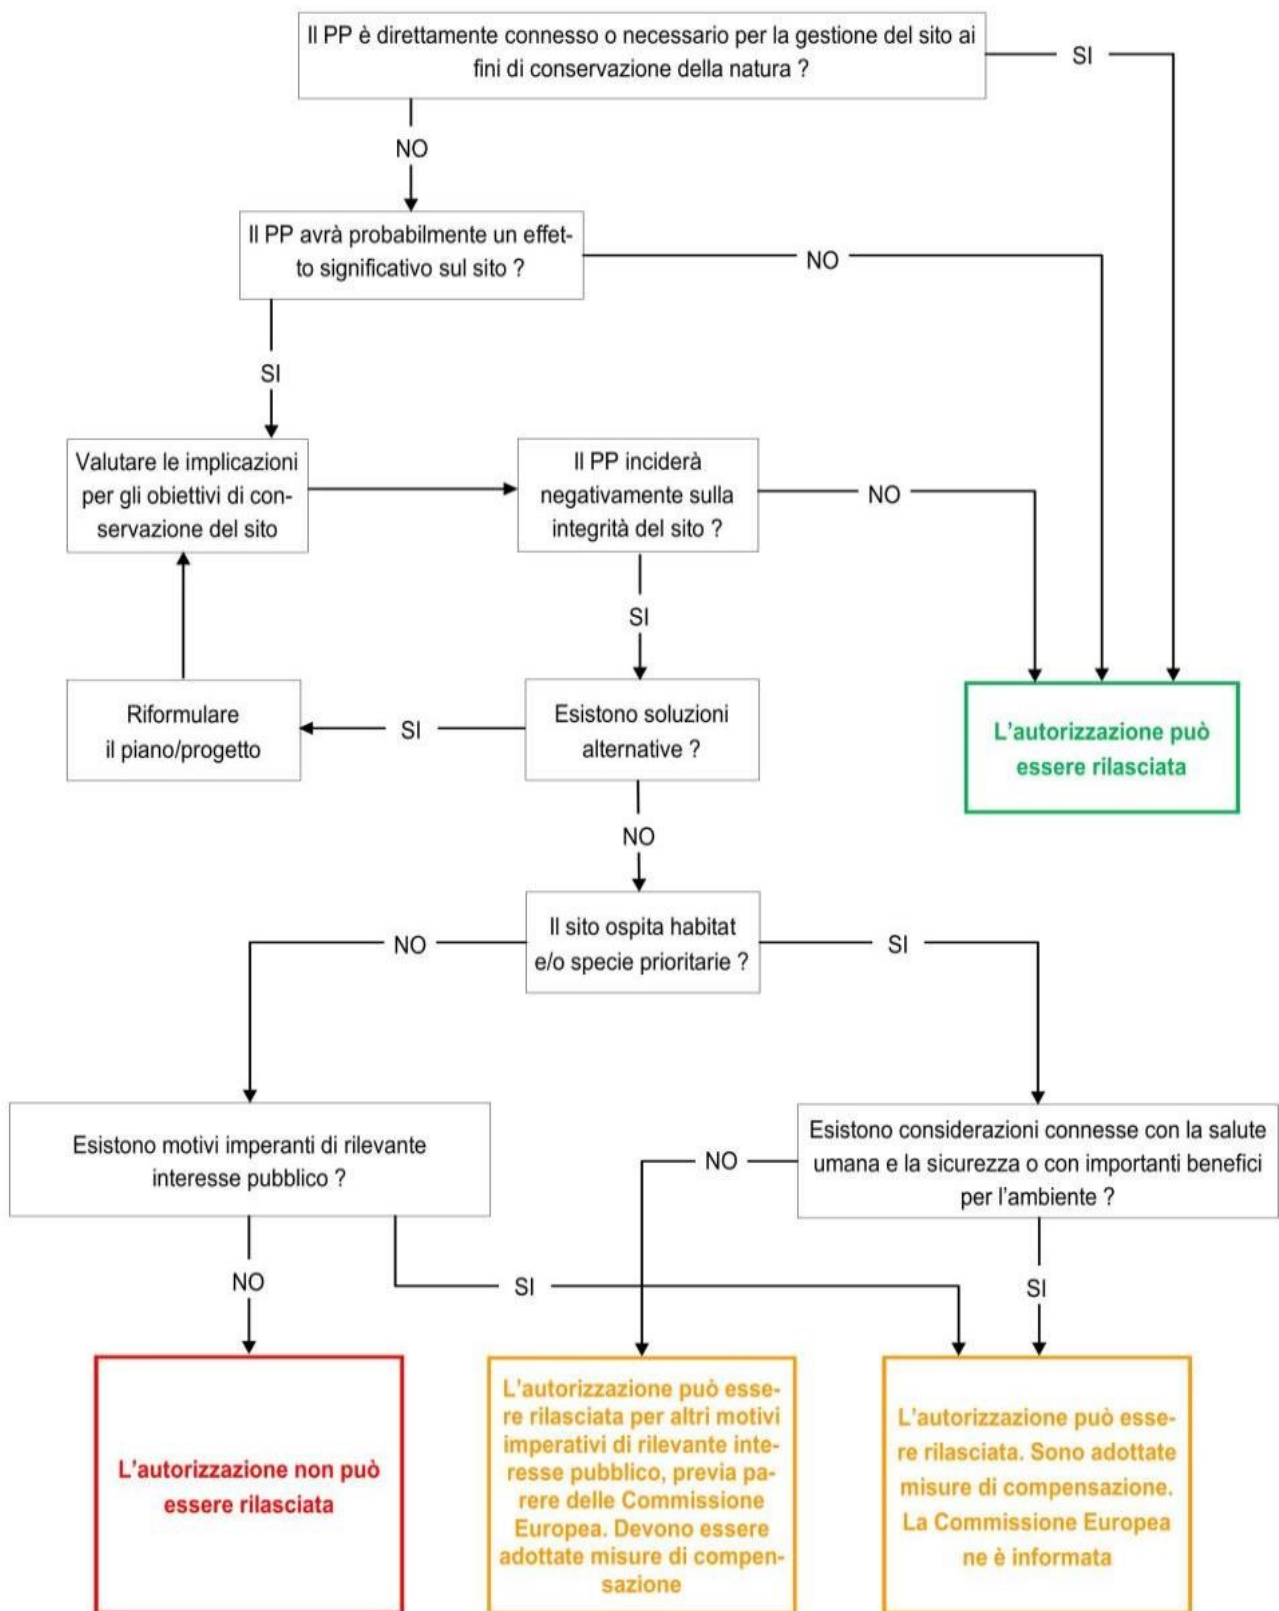 Il PP è direttamente connesso o necessario per la gestione del sito ai
fini di conservazione della natura ?
SI
NO
Il PP avrà probabilmente un effet-
to significativo sul sito ?
NO
SI
Valutare le implicazioni
per gli obiettivi di con-
servazione del sito
Il PP inciderà
negativamente sulla
integrità del sito ?
NO
SI
Riformulare
il piano/progetto
SI
Esistono soluzioni
alternative ?
L'autorizzazione può
essere rilasciata
NO
Il sito ospita habitat
e/o specie prioritarie ?
NO
SI
Esistono motivi imperanti di rilevante
interesse pubblico ?
NO
Esistono considerazioni connesse con la salute
umana e la sicurezza o con importanti benefici
per l'ambiente ?
NO
SI
SI
L'autorizzazione non può
essere rilasciata
L'autorizzazione può esse-
re rilasciata per altri motivi
imperativi di rilevante inte-
resse pubblico, previa pa-
rere delle Commissione
Europea. Devono essere
adottate misure di compen-
sazione
L'autorizzazione può esse-
re rilasciata. Sono adottate
misure di compensazione.
La Commissione Europea
ne è informata